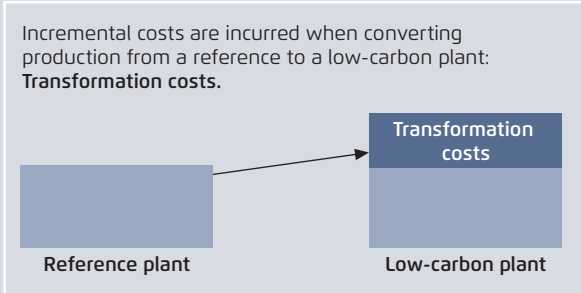 Incremental costs are incurred when converting
production from a reference to a low-carbon plant:
Transformation costs.
Transformation
costs
Reference plant
Low-carbon plant